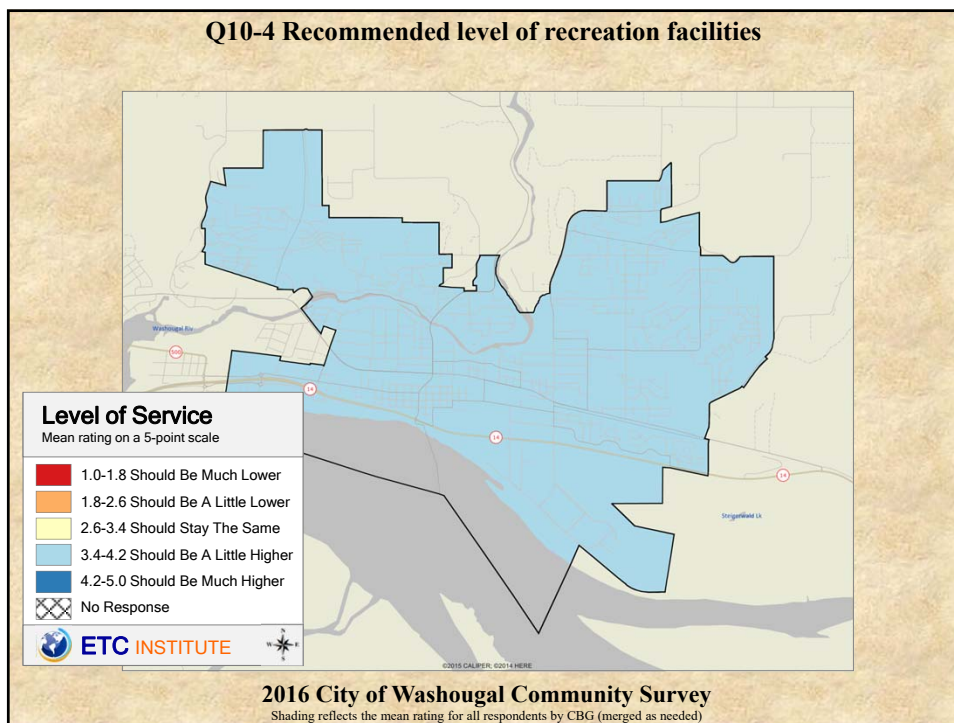 Q10-4 Recommended level of recreation facilities
Washougal Riv
500
14
14
14
Steigerwald Lk
Level of Service
Mean rating on a 5-point scale
1.0-1.8 Should Be Much Lower
1.8-2.6 Should Be A Little Lower
2.6-3.4 Should Stay The Same
3.4-4.2 Should Be A Little Higher
4.2-5.0 Should Be Much Higher
No Response
ETC INSTITUTE
N
W E
S
©2015 CALIPER; ©2014 HERE
2016 City of Washougal Community Survey
Shading reflects the mean rating for all respondents by CBG (merged as needed)